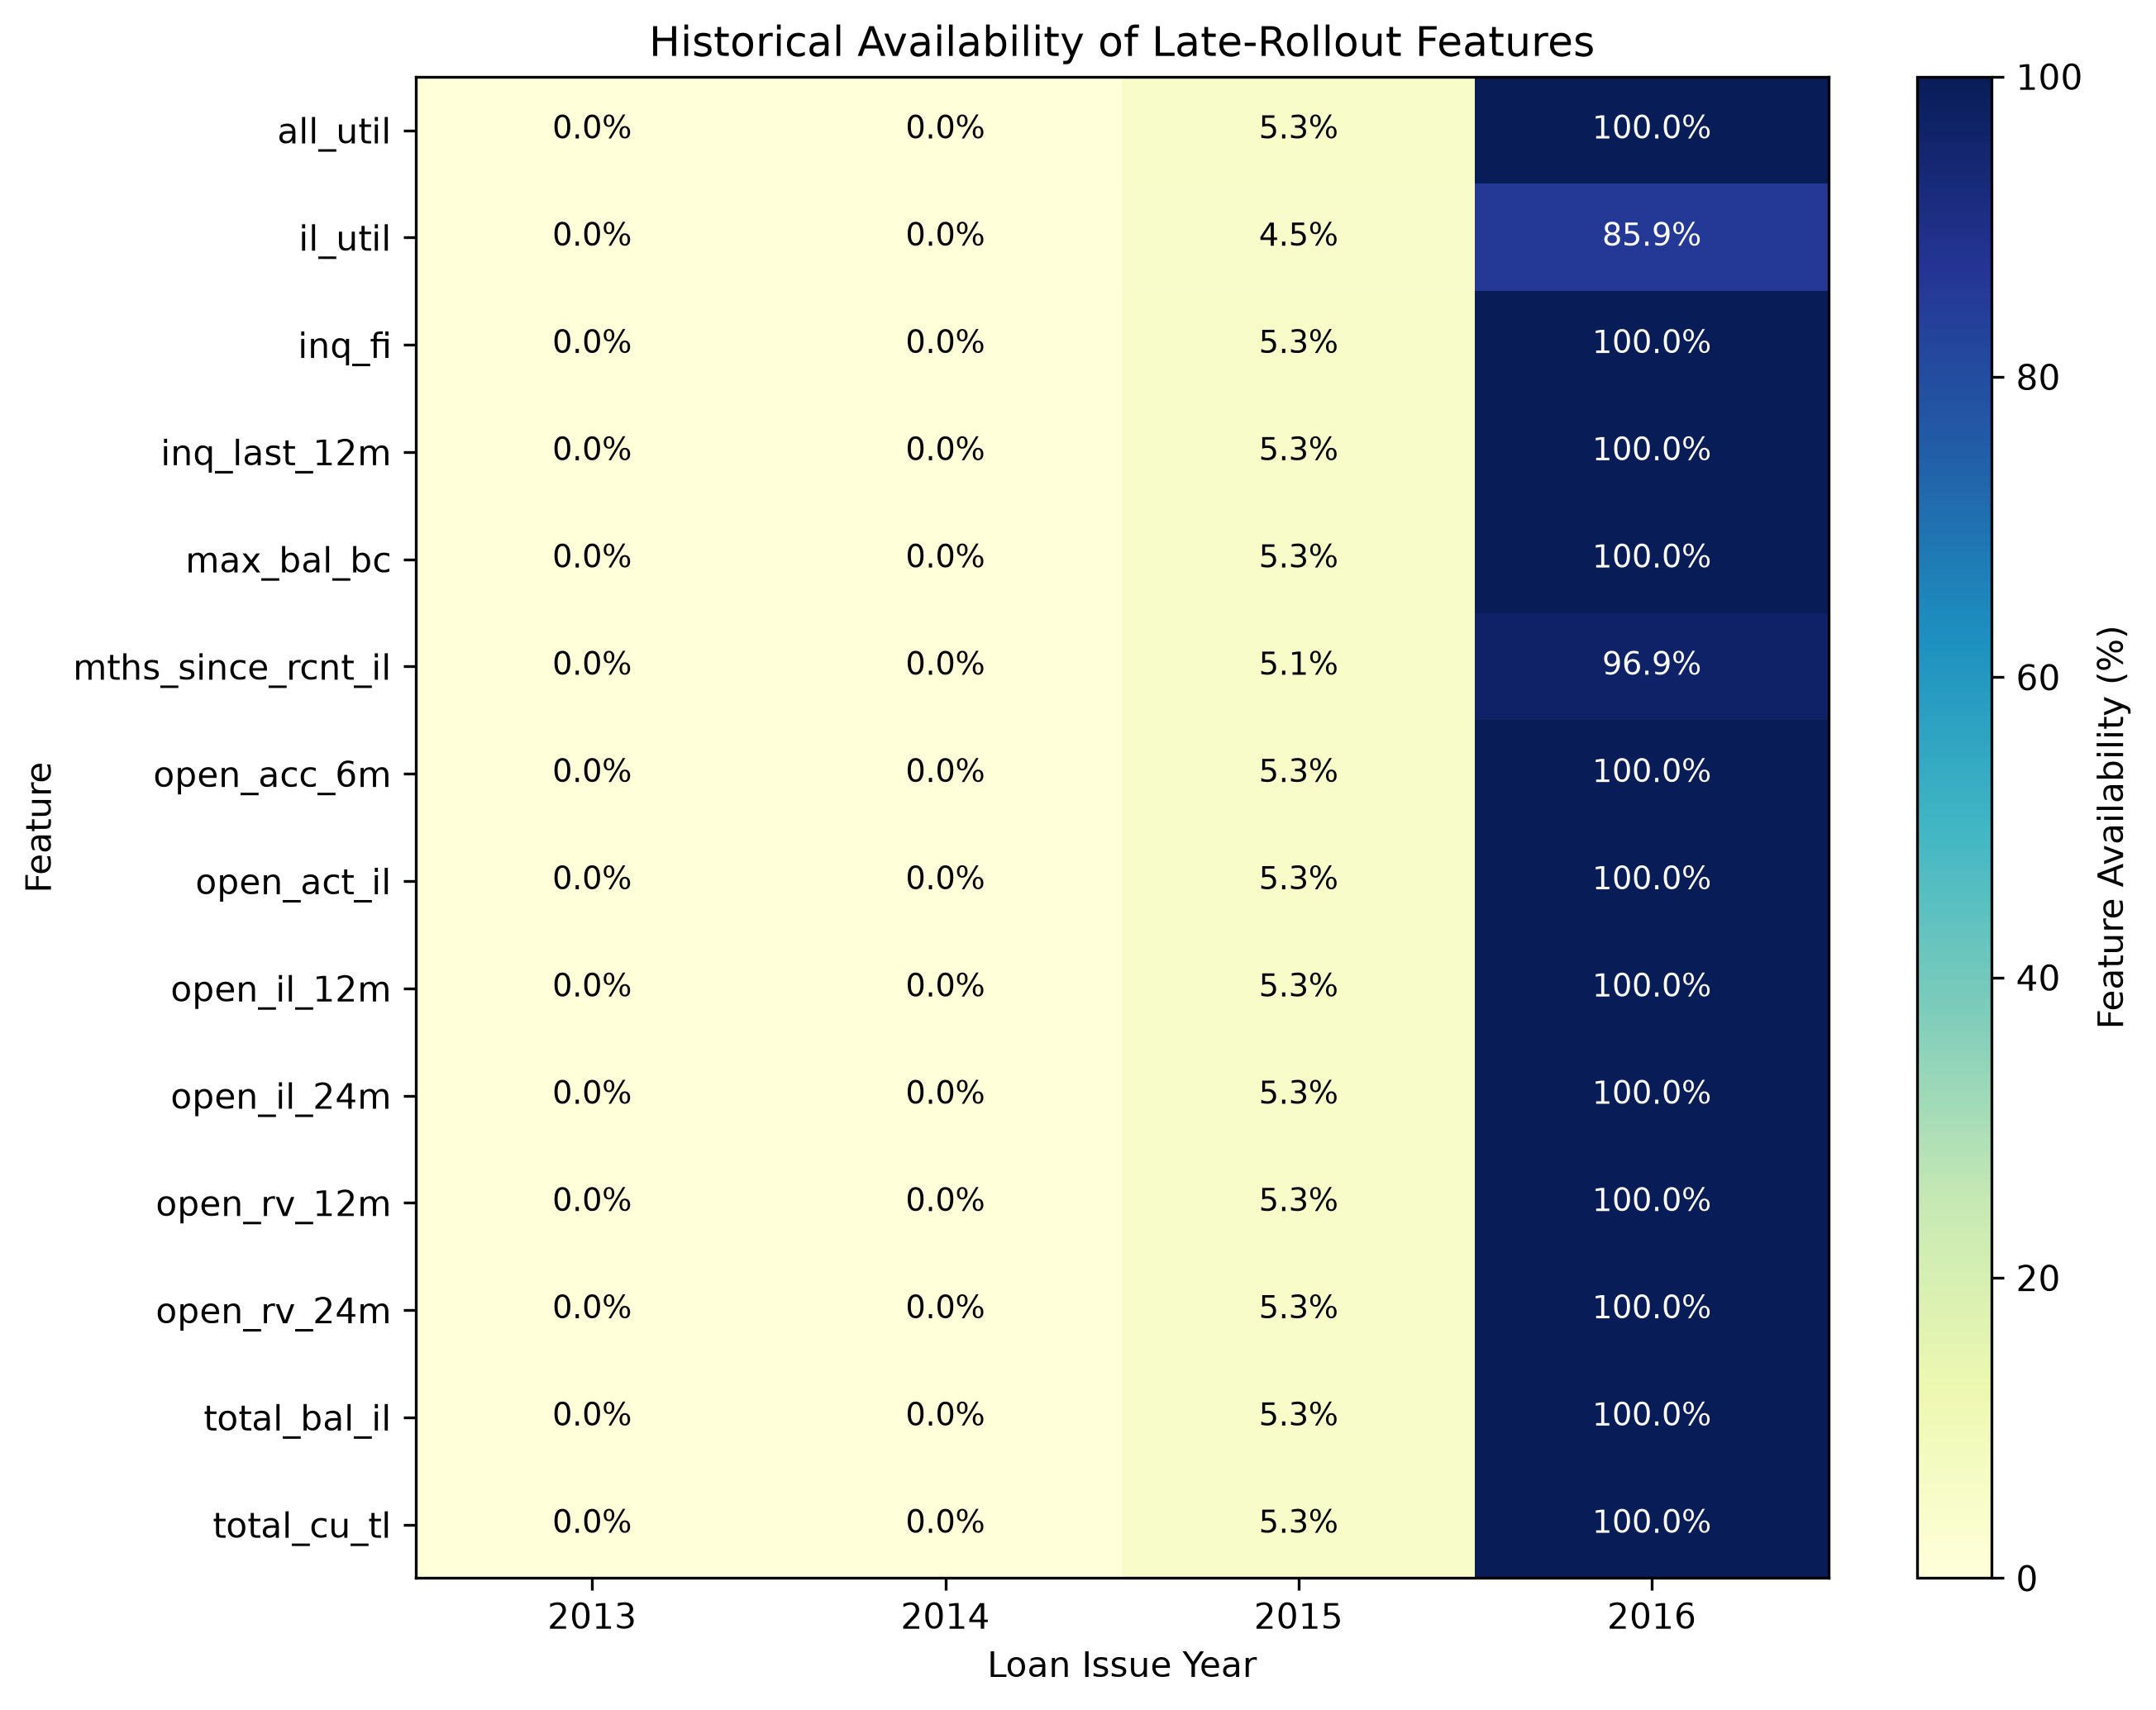 Historical Availability of Late-Rollout Features
all_util 0.0% 0.0% 5.3% 100.0%
il_util 0.0% 0.0% 4.5% 85.9%
inq_fi 0.0% 0.0% 5.3% 100.0%
inq_last_12m 0.0% 0.0% 5.3% 100.0%
max_bal_bc 0.0% 0.0% 5.3% 100.0%
mths_since_rcnt_il 0.0% 0.0% 5.1% 96.9%
open_acc_6m 0.0% 0.0% 5.3% 100.0%
open_act_il 0.0% 0.0% 5.3% 100.0%
open_il_12m 0.0% 0.0% 5.3% 100.0%
open_il_24m 0.0% 0.0% 5.3% 100.0%
open_rv_12m 0.0% 0.0% 5.3% 100.0%
open_rv_24m 0.0% 0.0% 5.3% 100.0%
total_bal_il 0.0% 0.0% 5.3% 100.0%
total_cu_tl 0.0% 0.0% 5.3% 100.0%
2013 2014 2015 2016
Loan Issue Year
Feature
100
80
60
40
20
0
Feature Availability (%)